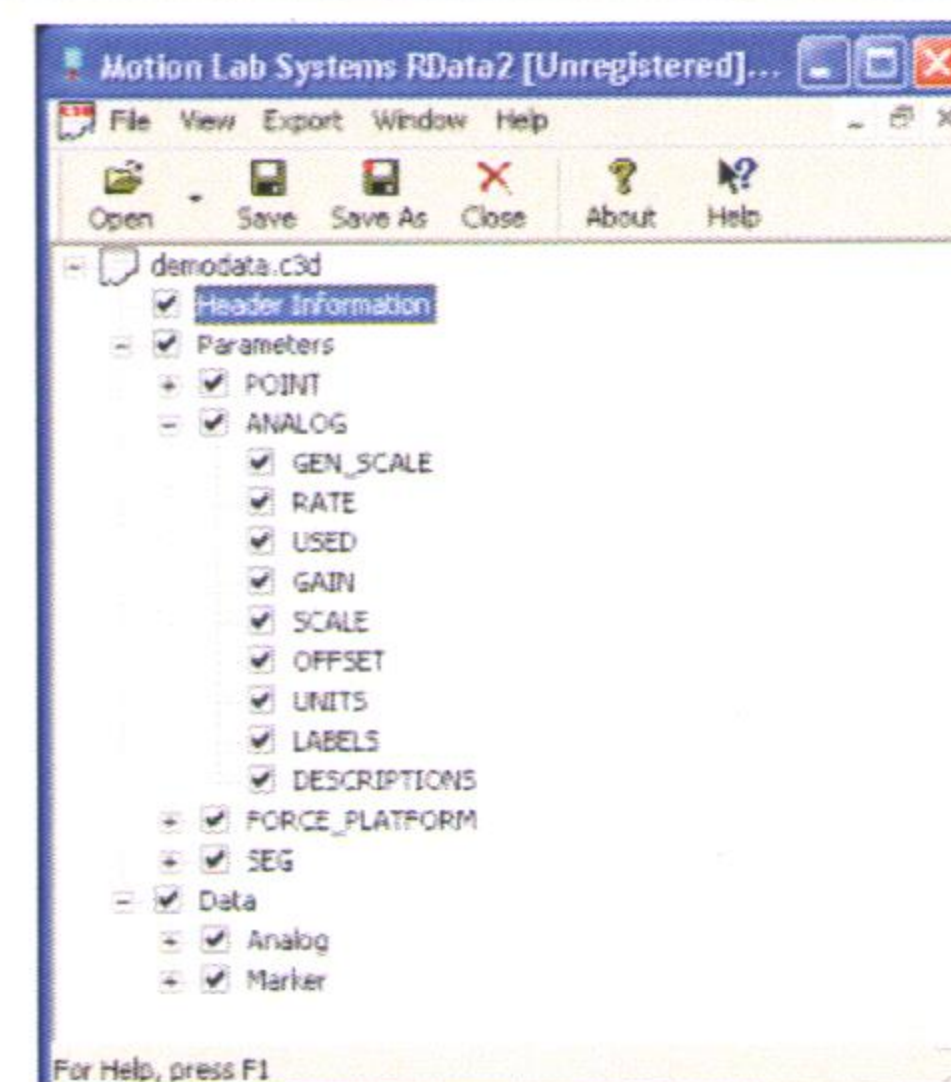 Motion Lab Systems RData2 [Unregistered]...
File View Export Window Help
Open Save Save As Close About Help
demodata.c3d
Header Information
Parameters
POINT
ANALOG
GEN_SCALE
RATE
USED
GAIN
SCALE
OFFSET
UNITS
LABELS
DESCRIPTIONS
FORCE_PLATFORM
SEG
Data
Analog
Marker
For Help, press F1